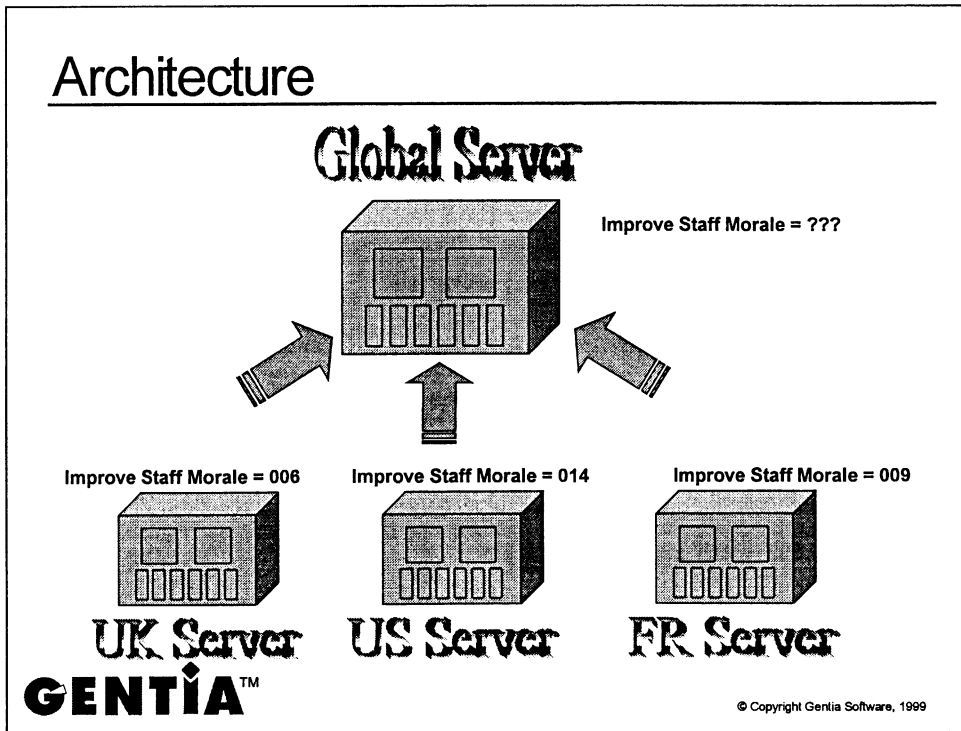 Architecture
Global Server
Improve Staff Morale = ???
Improve Staff Morale = 006
Improve Staff Morale = 014
Improve Staff Morale = 009
UK Server
US Server
FR Server
GENTIA™
© Copyright Gentia Software, 1999